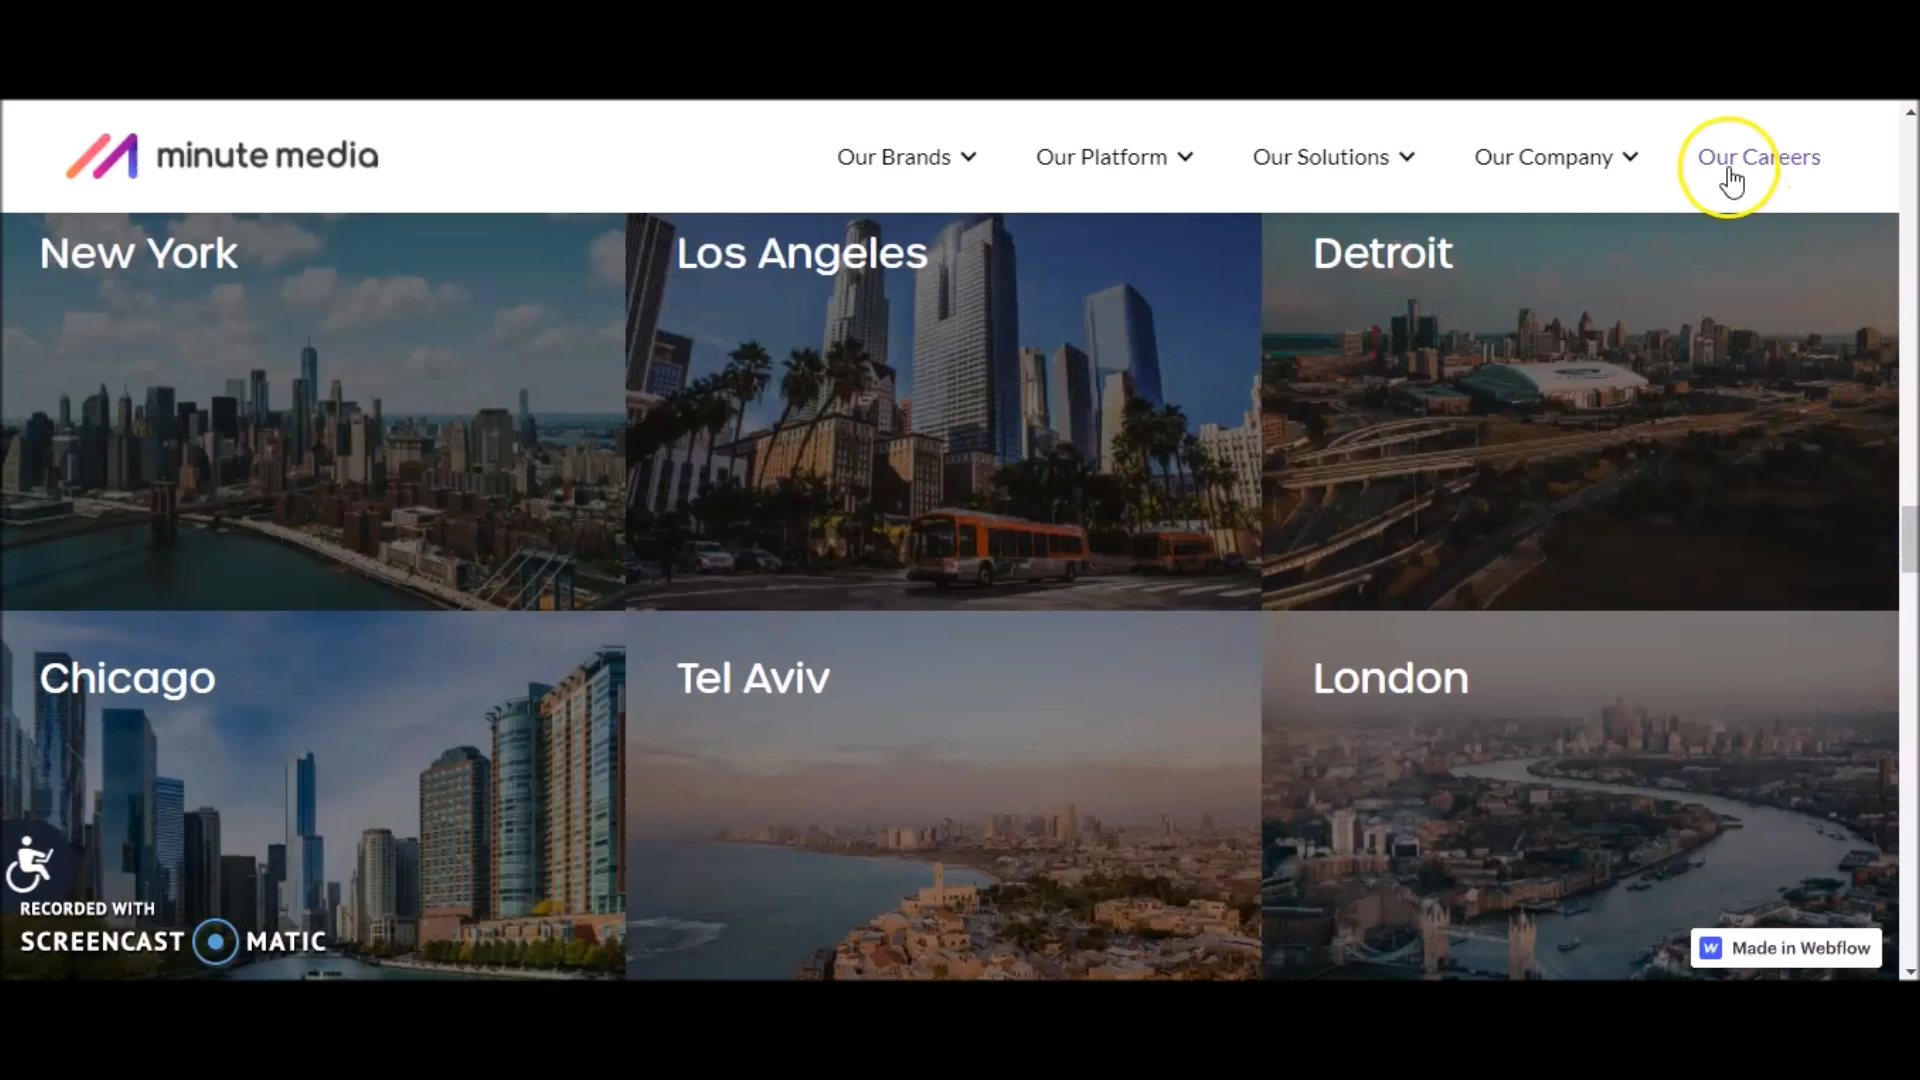 minute media
Our Brands
Our Platform
Our Solutions
Our Company
Our Careers
New York
Los Angeles
Detroit
Chicago
Tel Aviv
London
RECORDED WITH
SCREENCAST MATIC
W Made in Webflow